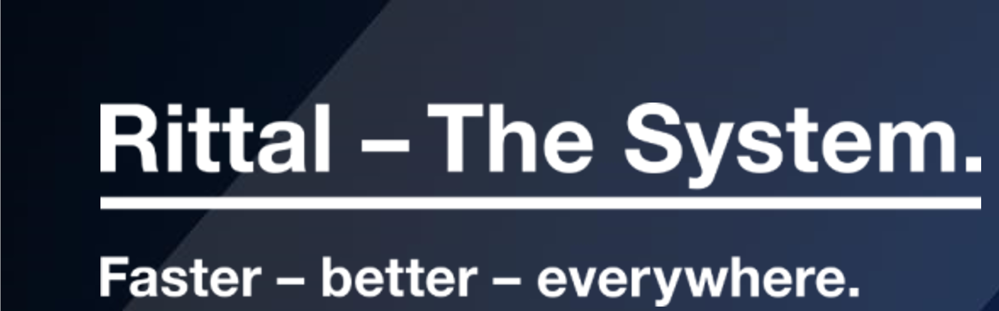 Rittal – The System.
Faster – better – everywhere.